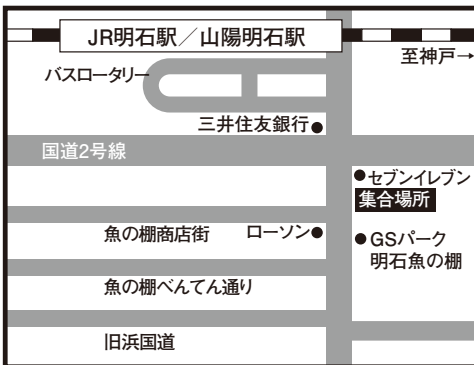 JR明石駅／山陽明石駅
至神戸→
バスロータリー
三井住友銀行●
国道2号線
●セブンイレブン
集合場所
魚の棚商店街
ローソン●
●GSパーク
明石魚の棚
魚の棚べんてん通り
旧浜国道